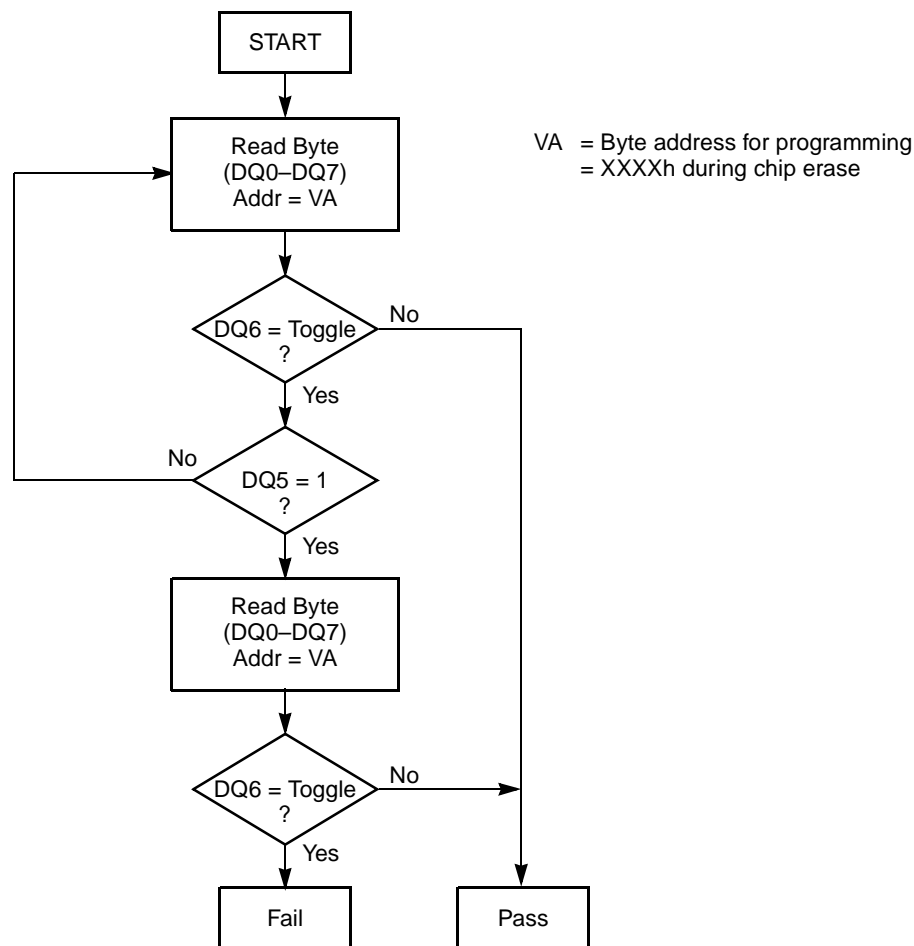 START
Read Byte
(DQ0–DQ7)
Addr = VA
VA = Byte address for programming
= XXXXh during chip erase
DQ6 = Toggle
?
No
Yes
DQ5 = 1
?
No
Yes
Read Byte
(DQ0–DQ7)
Addr = VA
DQ6 = Toggle
?
No
Yes
Fail
Pass